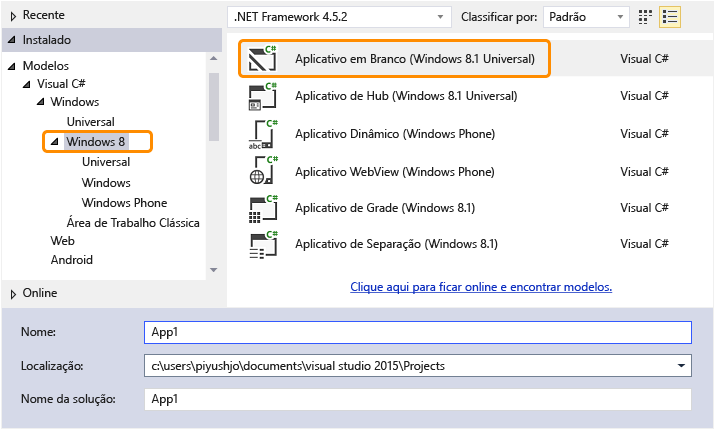 Recente
.NET Framework 4.5.2
Classificar por:
Padrão
Instalado
Modelos
Visual C#
Windows
Universal
Windows 8
Universal
Windows
Windows Phone
Área de Trabalho Clássica
Web
Android
Online
C#
Aplicativo em Branco (Windows 8.1 Universal)
Visual C#
C#
Aplicativo de Hub (Windows 8.1 Universal)
Visual C#
C#
abc
Aplicativo Dinâmico (Windows Phone)
Visual C#
C#
Aplicativo WebView (Windows Phone)
Visual C#
C#
Aplicativo de Grade (Windows 8.1)
Visual C#
C#
Aplicativo de Separação (Windows 8.1)
Visual C#
Clique aqui para ficar online e encontrar modelos.
Nome:
App1
Localização:
c:\users\piyushjo\documents\visual studio 2015\Projects
Nome da solução:
App1